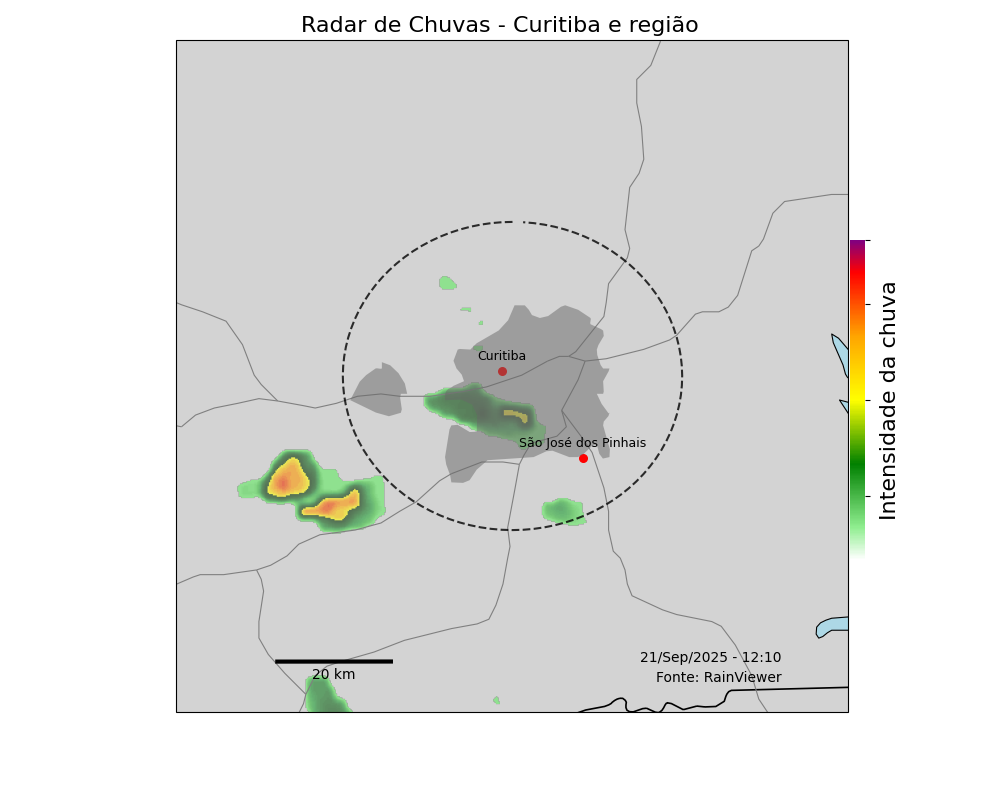 Radar de Chuvas - Curitiba e região
Curitiba
São José dos Pinhais
Intensidade da chuva
21/Sep/2025 - 12:10
Fonte: RainViewer
20 km